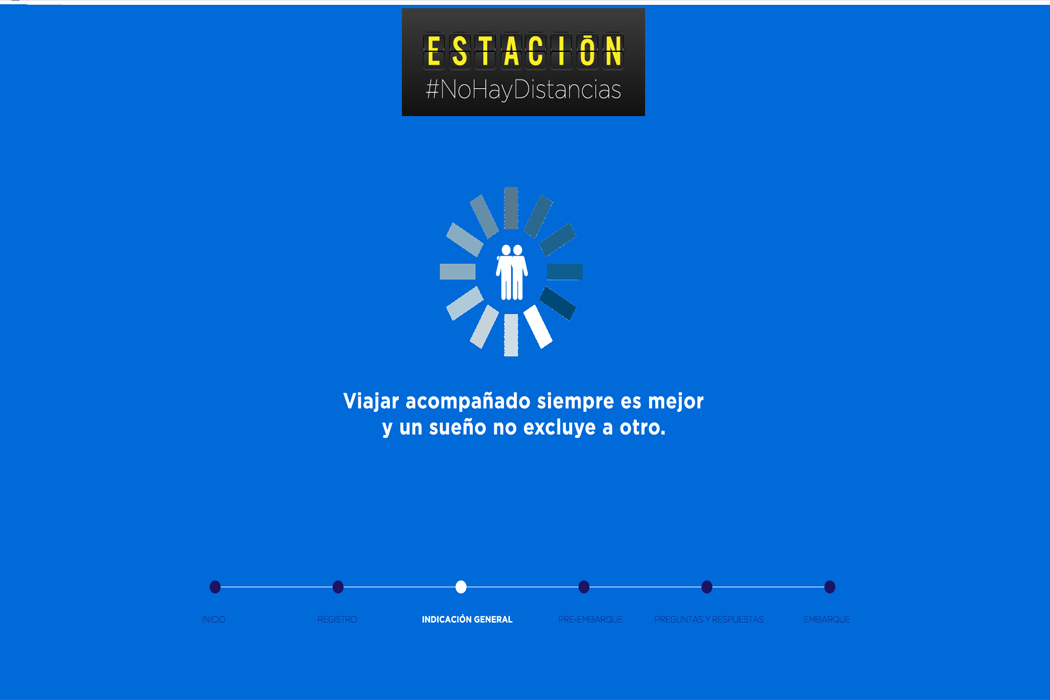 ESTACIÓN
#NoHayDistancias
Viajar acompañado siempre es mejor
y un sueño no excluye a otro.
INICIO
REGISTRO
INDICACIÓN GENERAL
PRE-EMBARQUE
PREGUNTAS Y RESPUESTAS
EMBARQUE